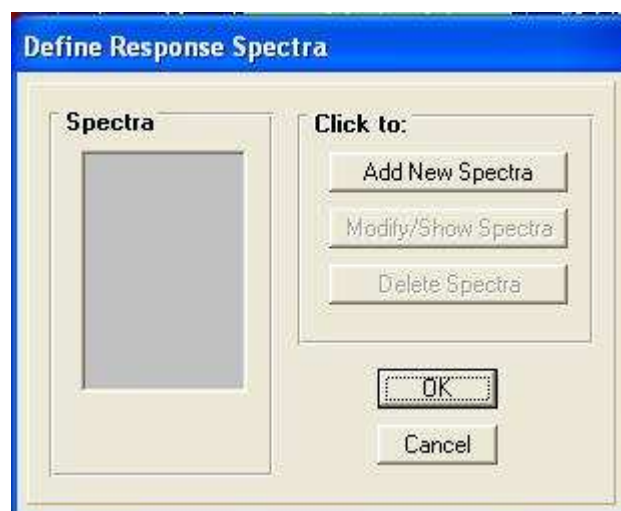 Define Response Spectra
Spectra
Click to:
Add New Spectra
Modify/Show Spectra
Delete Spectra
OK
Cancel